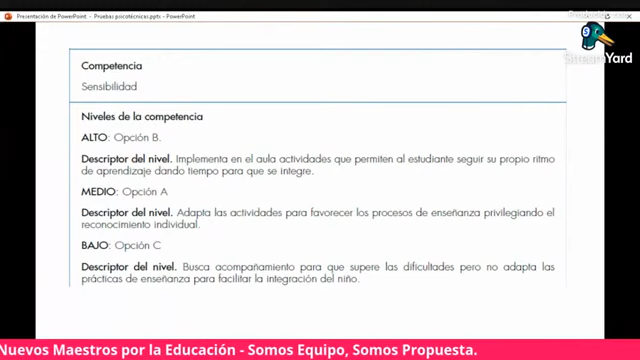 Presentación de PowerPoint - Pruebas psicotécnicas.pptx - PowerPoint
StreamYard
Competencia
Sensibilidad
Niveles de la competencia
ALTO: Opción B.
Descriptor del nivel. Implementa en el aula actividades que permiten al estudiante seguir su propio ritmo
de aprendizaje dando tiempo para que se integre.
MEDIO: Opción A
Descriptor del nivel. Adapta las actividades para favorecer los procesos de enseñanza privilegiando el
reconocimiento individual.
BAJO: Opción C
Descriptor del nivel. Busca acompañamiento para que supere las dificultades pero no adapta las
prácticas de enseñanza para facilitar la integración del niño.
Nuevos Maestros por la Educación - Somos Equipo, Somos Propuesta.